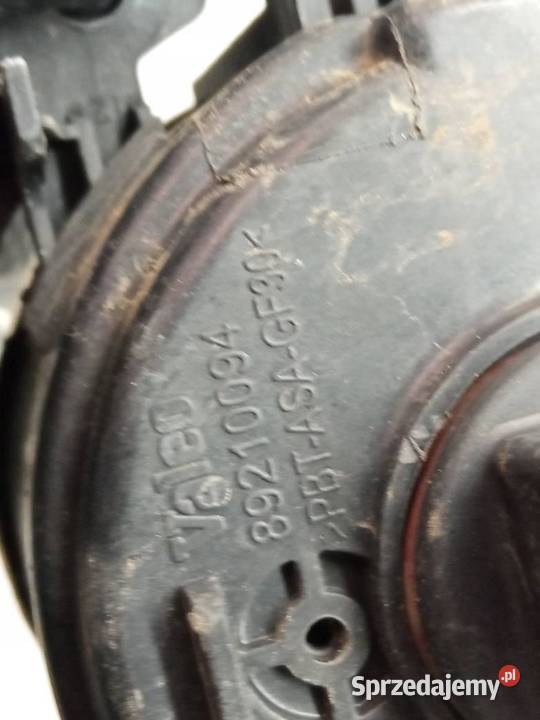 Valeo
89210094
>PBT-ASA-GF30<
Sprzedajemy.pl